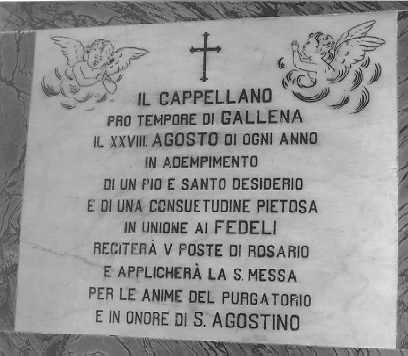 IL CAPPELLANO
PRO TEMPORE DI GALLENA
IL XXVIII. AGOSTO DI OGNI ANNO
IN ADEMPIMENTO
DI UN PIO E SANTO DESIDERIO
E DI UNA CONSUETUDINE PIETOSA
IN UNIONE AI FEDELI
RECITERÀ V POSTE DI ROSARIO
E APPLICHERÀ LA S. MESSA
PER LE ANIME DEL PURGATORIO
E IN ONORE DI S. AGOSTINO